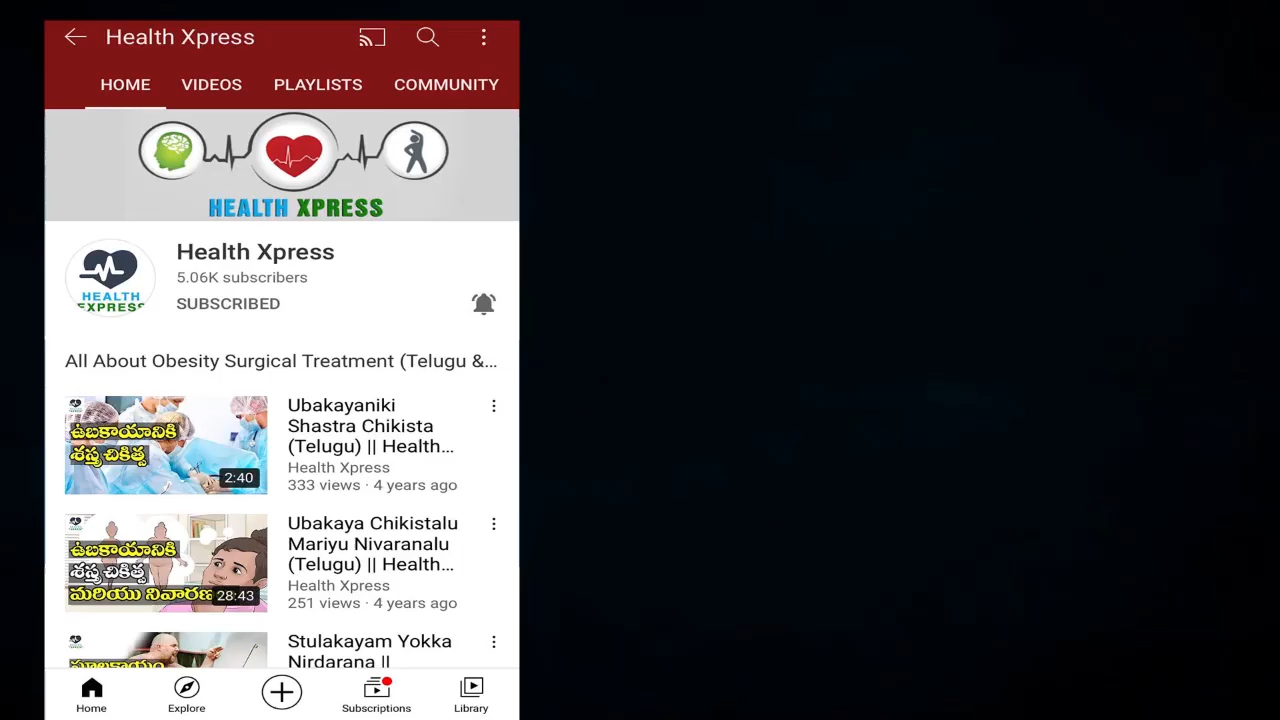 Health Xpress
HOME VIDEOS PLAYLISTS COMMUNITY
HEALTH XPRESS
Health Xpress
5.06K subscribers
SUBSCRIBED
HEALTH
EXPRESS
All About Obesity Surgical Treatment (Telugu &...
ఉబకాయానికి
శస్త్ర చికిత్స
2:40
Ubakayaniki
Shastra Chikista
(Telugu) || Health...
Health Xpress
333 views · 4 years ago
ఉబకాయానికి
శస్త్ర చికిత్స
మరియు నివారణ
28:43
Ubakaya Chikistalu
Mariyu Nivaranalu
(Telugu) || Health...
Health Xpress
251 views · 4 years ago
స్థూలకాయం
Stulakayam Yokka
Nirdarana ||
Home Explore Subscriptions Library